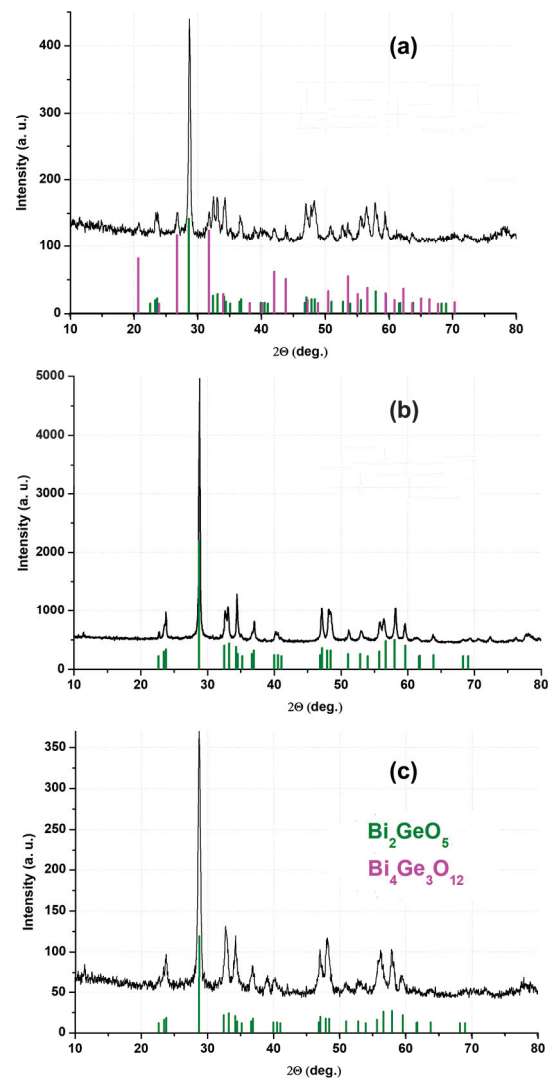 (a)
400
300
200
100
0
Intensity (a. u.)
10 20 30 40 50 60 70 80
2Θ (deg.)
(b)
5000
4000
3000
2000
1000
0
Intensity (a. u.)
10 20 30 40 50 60 70 80
2Θ (deg.)
(c)
350
300
250
200
150
100
50
0
Intensity (a. u.)
Bi₂GeO₅
Bi₄Ge₃O₁₂
10 20 30 40 50 60 70 80
2Θ (deg.)